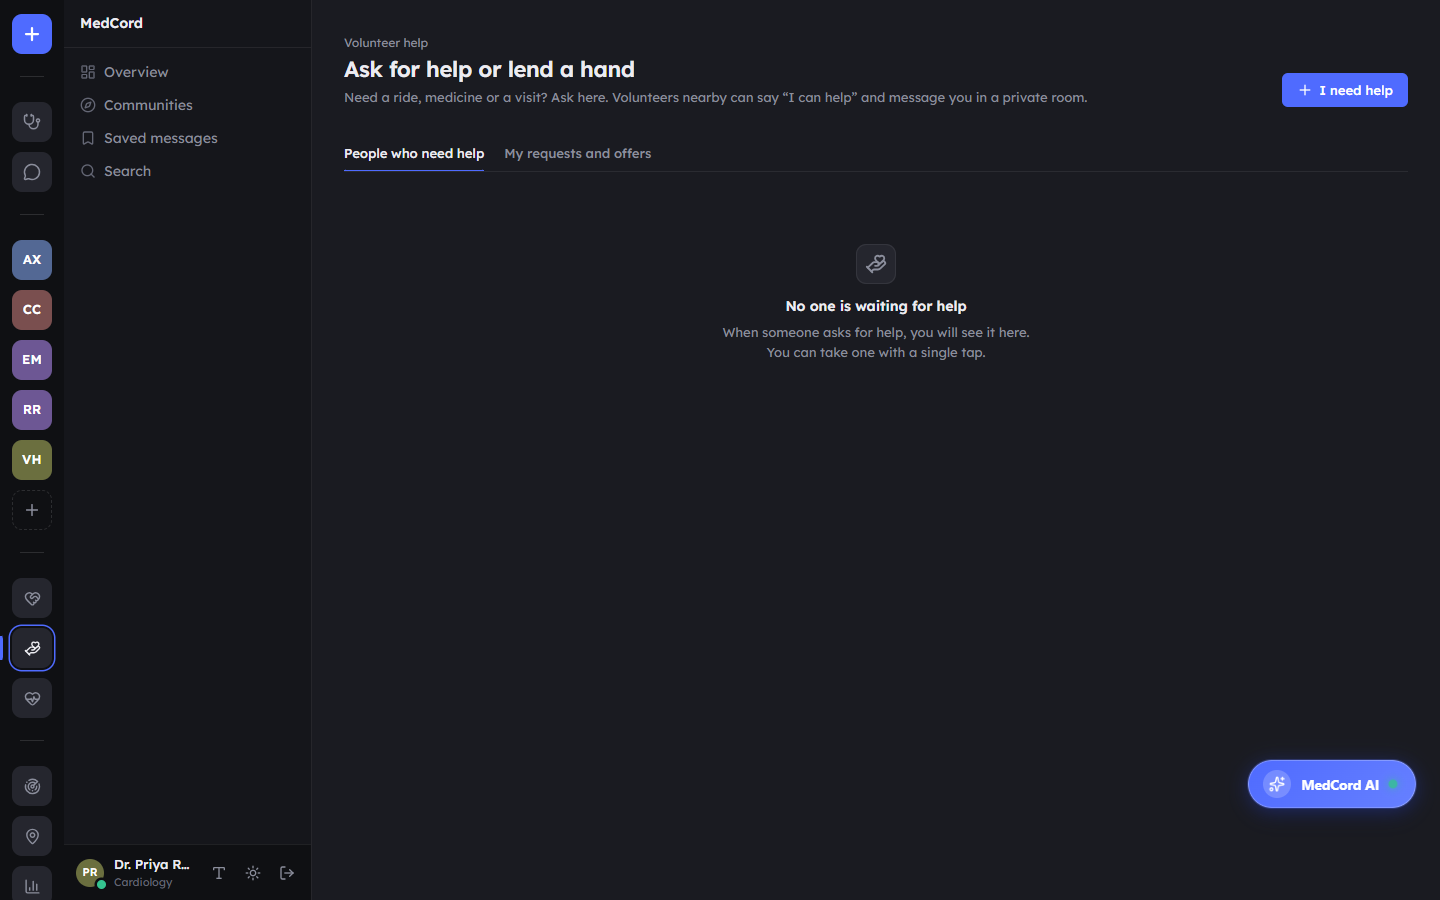 MedCord
Overview
Communities
Saved messages
Search
AX
CC
EM
RR
VH
PR
Dr. Priya R...
Cardiology
Volunteer help
Ask for help or lend a hand
Need a ride, medicine or a visit? Ask here. Volunteers nearby can say “I can help” and message you in a private room.
I need help
People who need help
My requests and offers
No one is waiting for help
When someone asks for help, you will see it here.
You can take one with a single tap.
MedCord AI